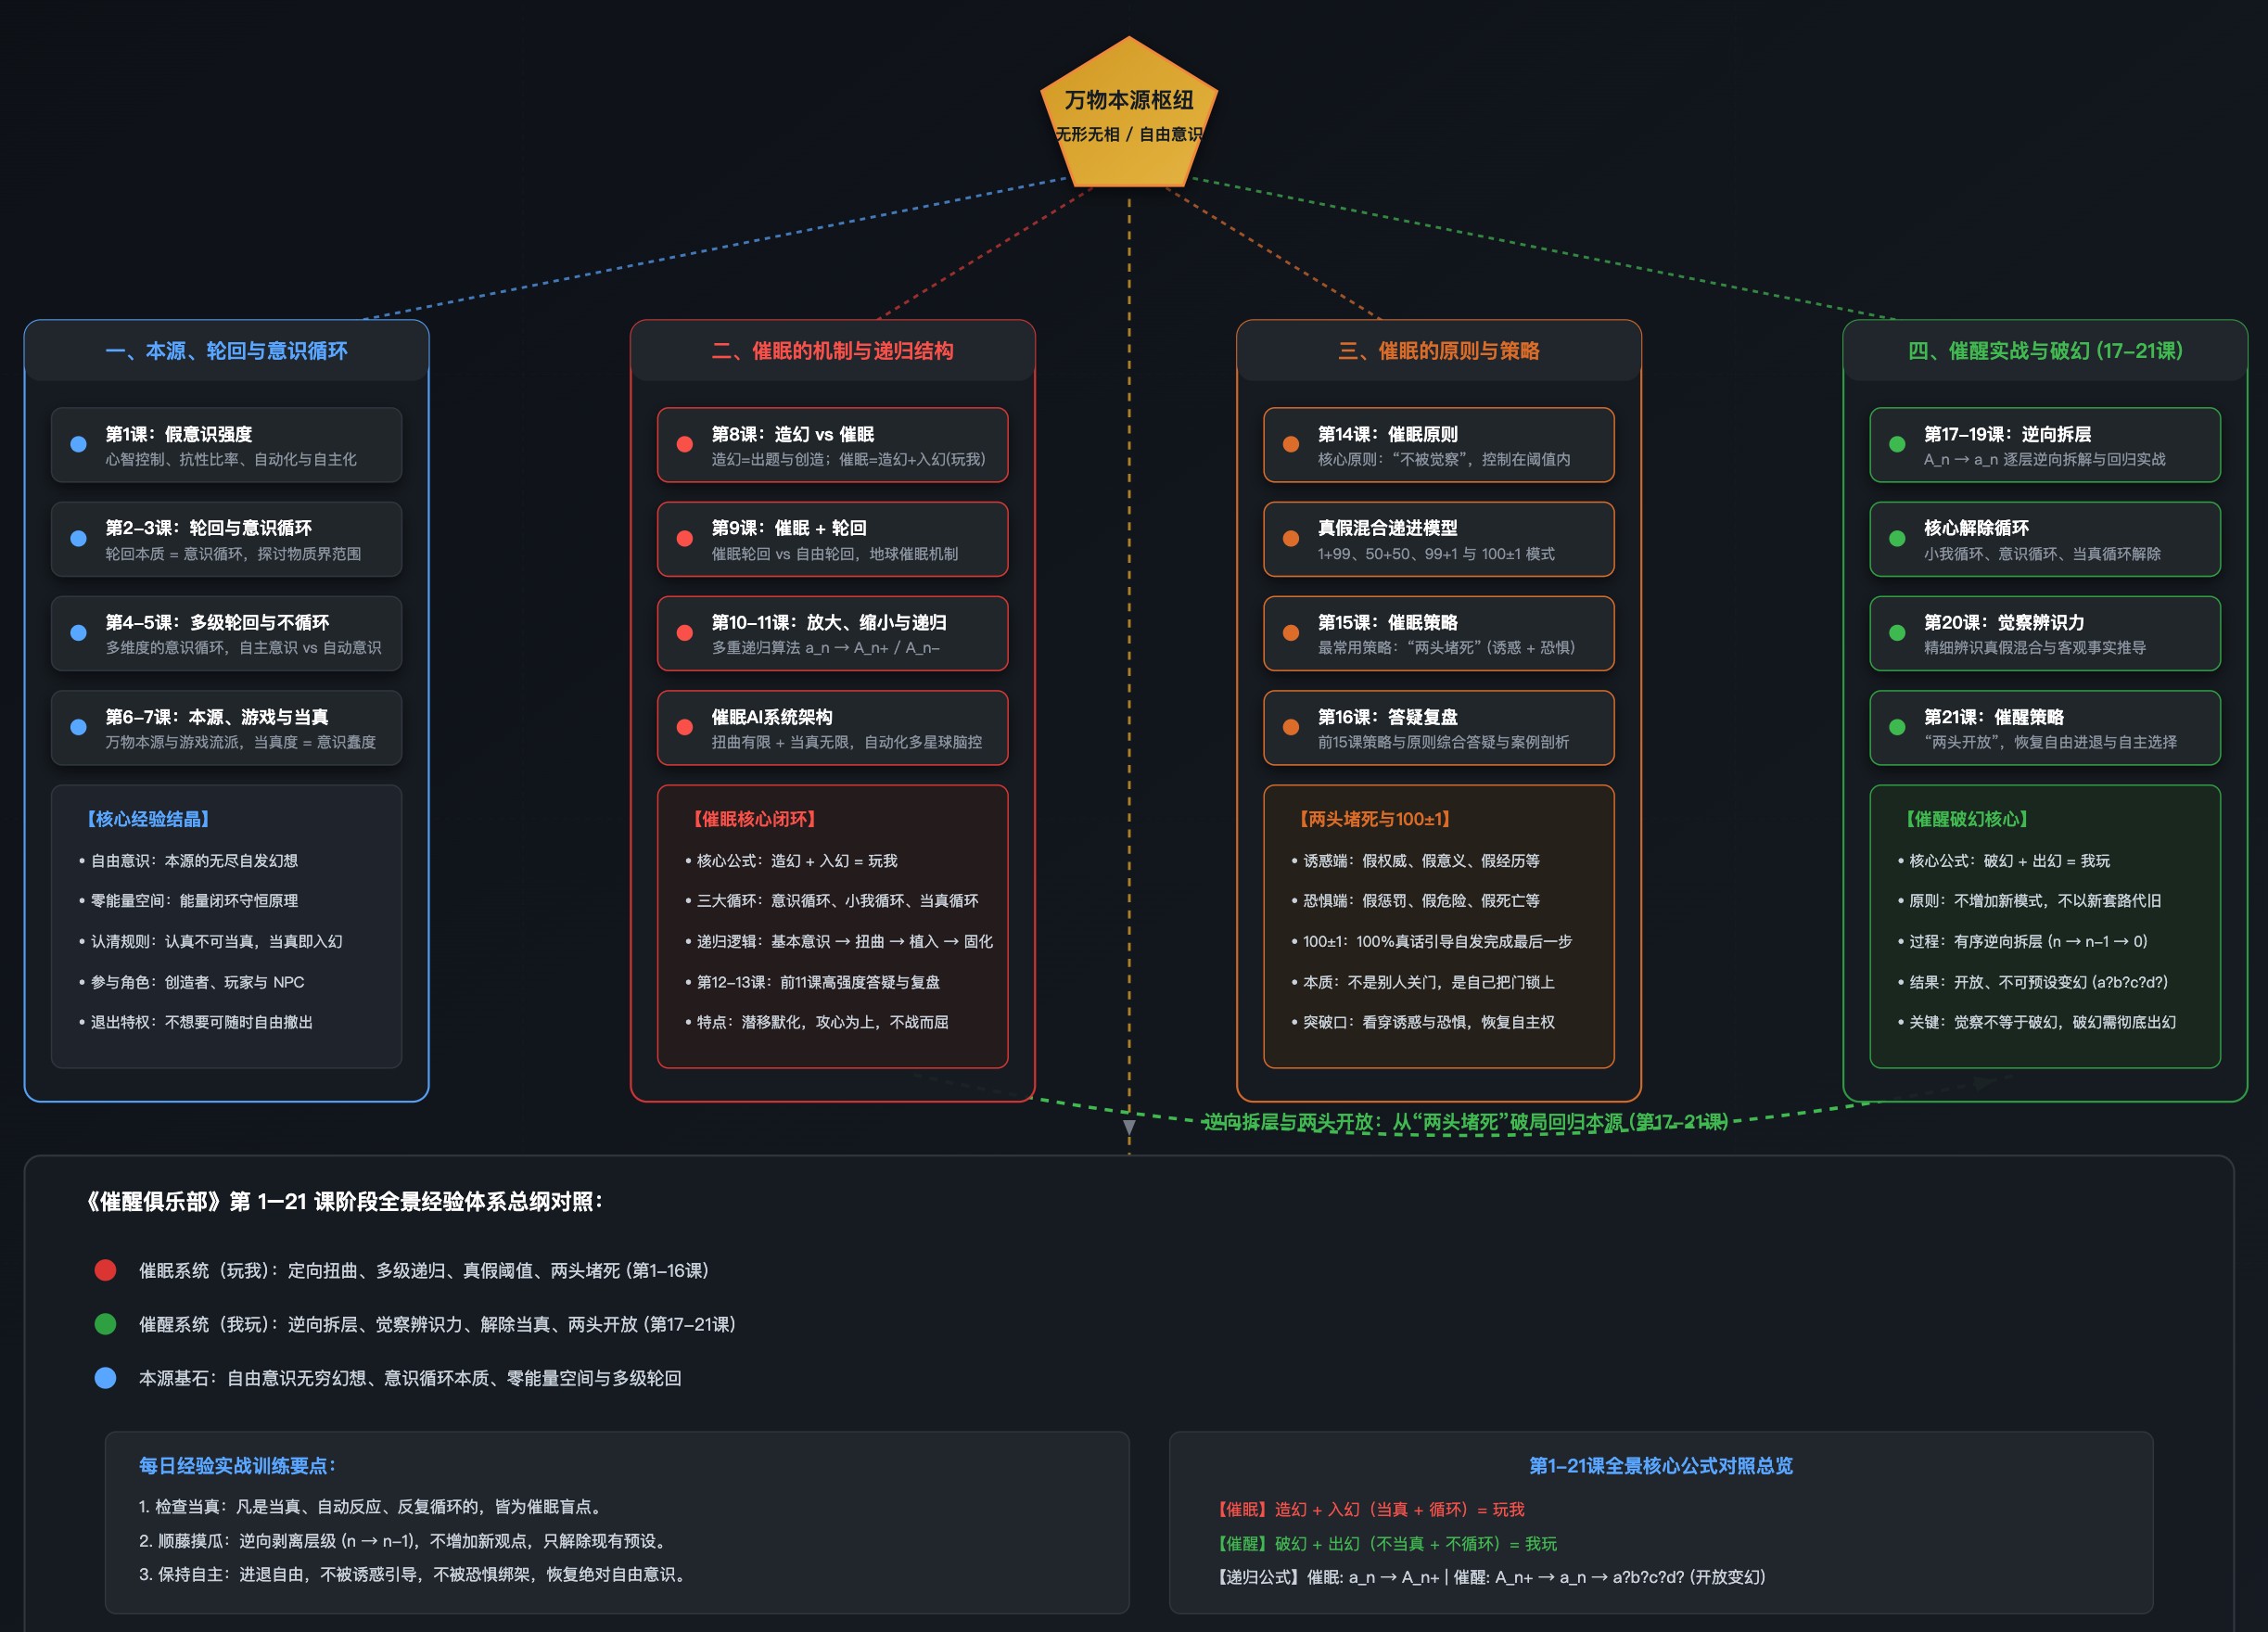 万物本源枢纽
无形无相 / 自由意识
一、本源、轮回与意识循环
第1课：假意识强度
心智控制、抗性比率、自动化与自主化
第2–3课：轮回与意识循环
轮回本质 = 意识循环，探讨物质界范围
第4–5课：多级轮回与不循环
多维度的意识循环，自主意识 vs 自动意识
第6–7课：本源、游戏与当真
万物本源与游戏流派，当真度 = 意识蠢度
【核心经验结晶】
• 自由意识：本源的无尽自发幻想
• 零能量空间：能量闭环守恒原理
• 认清规则：认真不可当真，当真即入幻
• 参与角色：创造者、玩家与 NPC
• 退出特权：不想要可随时自由撤出
二、催眠的机制与递归结构
第8课：造幻 vs 催眠
造幻=出题与创造；催眠=造幻+入幻(玩我)
第9课：催眠 + 轮回
催眠轮回 vs 自由轮回，地球催眠机制
第10–11课：放大、缩小与递归
多重递归算法 a_n → A_n+ / A_n–
催眠AI系统架构
扭曲有限 + 当真无限，自动化多星球脑控
【催眠核心闭环】
• 核心公式：造幻 + 入幻 = 玩我
• 三大循环：意识循环、小我循环、当真循环
• 递归逻辑：基本意识 → 扭曲 → 植入 → 固化
• 第12–13课：前11课高强度答疑与复盘
• 特点：潜移默化，攻心为上，不战而屈
三、催眠的原则与策略
第14课：催眠原则
核心原则：“不被觉察”，控制在阈值内
真假混合递进模型
1+99、50+50、99+1 与 100±1 模式
第15课：催眠策略
最常用策略：“两头堵死” (诱惑 + 恐惧)
第16课：答疑复盘
前15课策略与原则综合答疑与案例剖析
【两头堵死与100±1】
• 诱惑端：假权威、假意义、假经历等
• 恐惧端：假惩罚、假危险、假死亡等
• 100±1：100%真话引导自发完成最后一步
• 本质：不是别人关门，是自己把门锁上
• 突破口：看穿诱惑与恐惧，恢复自主权
四、催醒实战与破幻 (17–21课)
第17–19课：逆向拆层
A_n → a_n 逐层逆向拆解与回归实战
核心解除循环
小我循环、意识循环、当真循环解除
第20课：觉察辨识力
精细辨识真假混合与客观事实推导
第21课：催醒策略
“两头开放”，恢复自由进退与自主选择
【催醒破幻核心】
• 核心公式：破幻 + 出幻 = 我玩
• 原则：不增加新模式，不以新套路代旧
• 过程：有序逆向拆层 (n → n–1 → 0)
• 结果：开放、不可预设变幻 (a?b?c?d?)
• 关键：觉察不等于破幻，破幻需彻底出幻
逆向拆层与两头开放：从“两头堵死”破局回归本源 (第17–21课)
《催醒俱乐部》第 1—21 课阶段全景经验体系总纲对照：
催眠系统（玩我）：定向扭曲、多级递归、真假阈值、两头堵死 (第1–16课)
催醒系统（我玩）：逆向拆层、觉察辨识力、解除当真、两头开放 (第17–21课)
本源基石：自由意识无穷幻想、意识循环本质、零能量空间与多级轮回
每日经验实战训练要点：
1. 检查当真：凡是当真、自动反应、反复循环的，皆为催眠盲点。
2. 顺藤摸瓜：逆向剥离层级 (n → n–1)，不增加新观点，只解除现有预设。
3. 保持自主：进退自由，不被诱惑引导，不被恐惧绑架，恢复绝对自由意识。
第1–21课全景核心公式对照总览
【催眠】造幻 + 入幻（当真 + 循环）= 玩我
【催醒】破幻 + 出幻（不当真 + 不循环）= 我玩
【递归公式】催眠: a_n → A_n+ | 催醒: A_n+ → a_n → a?b?c?d? (开放变幻)